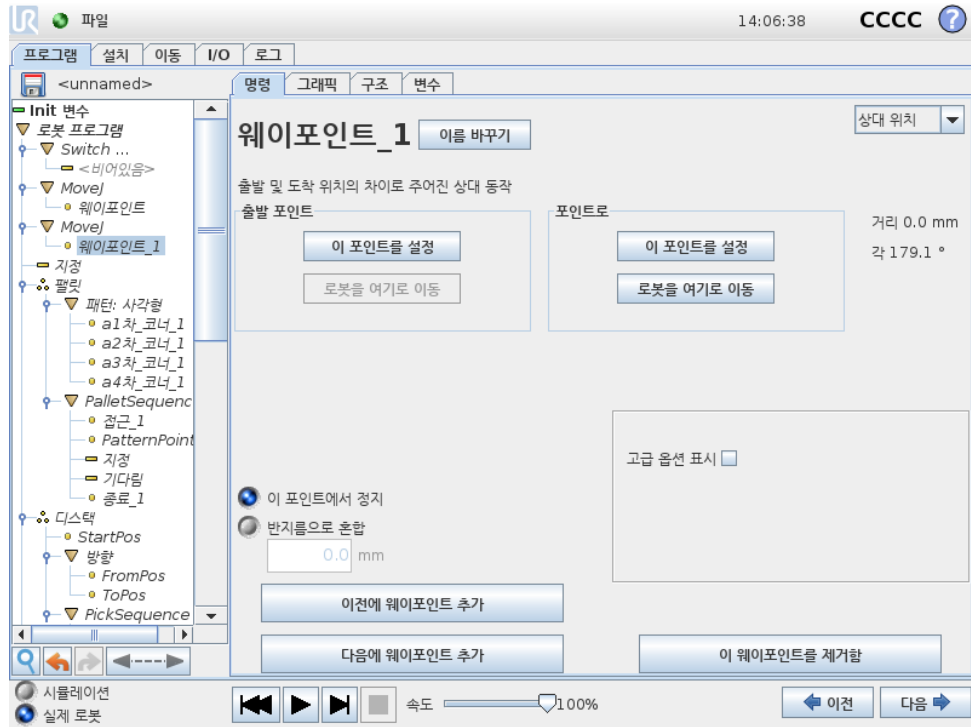 UR 파일 14:06:38 CCCC ?
프로그램 설치 이동 I/O 로그
<unnamed>
명령 그래픽 구조 변수
Init 변수
로봇 프로그램
Switch ...
<비어있음>
MoveJ
웨이포인트
MoveJ
웨이포인트_1
지정
팔릿
패턴: 사각형
a1차_코너_1
a2차_코너_1
a3차_코너_1
a4차_코너_1
PalletSequenc
접근_1
PatternPoint
지정
기다림
종료_1
디스택
StartPos
방향
FromPos
ToPos
PickSequence
웨이포인트_1 이름 바꾸기
상대 위치
출발 및 도착 위치의 차이로 주어진 상대 동작
출발 포인트
이 포인트를 설정
로봇을 여기로 이동
포인트로
이 포인트를 설정
로봇을 여기로 이동
거리 0.0 mm
각 179.1 °
고급 옵션 표시
이 포인트에서 정지
반지름으로 혼합
0.0 mm
이전에 웨이포인트 추가
다음에 웨이포인트 추가
이 웨이포인트를 제거함
시뮬레이션
실제 로봇
속도 100%
이전 다음